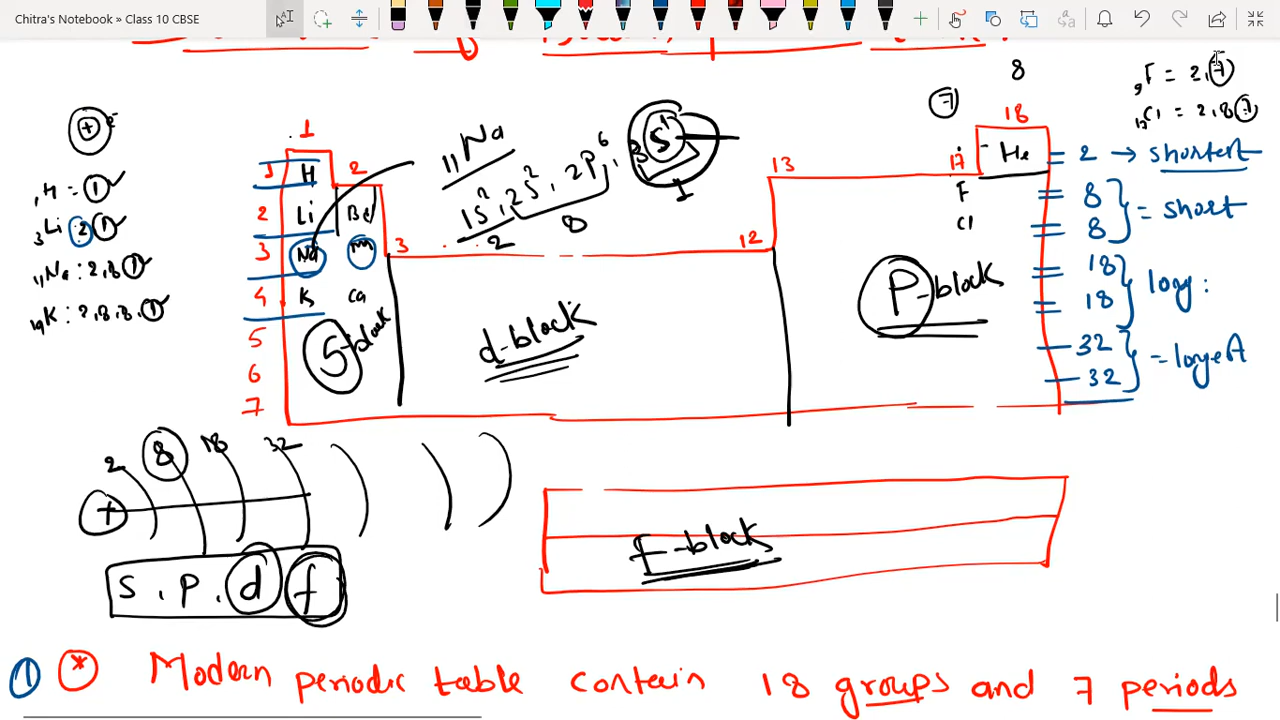 Chitra's Notebook » Class 10 CBSE
8
₉F = 2,7
₁₇Cl = 2,8,7
₁H = 1
₃Li : 2,1
₁₁Na : 2,8,1
₁₉K : 2,8,8,1
1
2
3
12
13
17
18
7
1 H
2 Li Be
3 Na m
4 K Ca
5
6
7
₁₁Na
1S², 2S², 2P⁶, 3S¹
2 8 1
He
F
Cl
S-block
d-block
P-block
f-block
2 → shortest
8
8 = short
18
18 long:
32
32 = longest
+ 2 8 18 32
S, P, d f
1 * Modern periodic table contain 18 groups and 7 periods